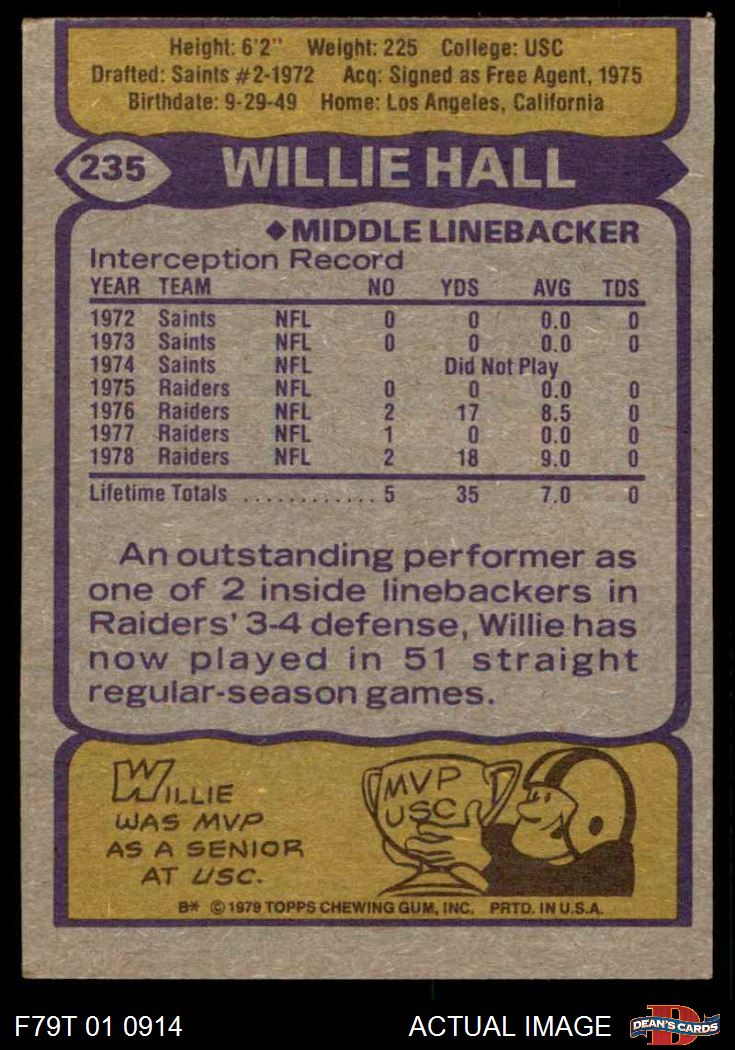 Height: 6'2" Weight: 225 College: USC
Drafted: Saints #2-1972 Acq: Signed as Free Agent, 1975
Birthdate: 9-29-49 Home: Los Angeles, California
235 WILLIE HALL
◆MIDDLE LINEBACKER
Interception Record
YEAR TEAM NO YDS AVG TDS
1972 Saints NFL 0 0 0.0 0
1973 Saints NFL 0 0 0.0 0
1974 Saints NFL Did Not Play
1975 Raiders NFL 0 0 0.0 0
1976 Raiders NFL 2 17 8.5 0
1977 Raiders NFL 1 0 0.0 0
1978 Raiders NFL 2 18 9.0 0
Lifetime Totals ............ 5 35 7.0 0
An outstanding performer as
one of 2 inside linebackers in
Raiders' 3-4 defense, Willie has
now played in 51 straight
regular-season games.
WILLIE
WAS MVP
AS A SENIOR
AT USC.
MVP
USC
B* © 1979 TOPPS CHEWING GUM, INC. PRTD. IN U.S.A.
F79T 01 0914 ACTUAL IMAGE D DEAN'S CARDS